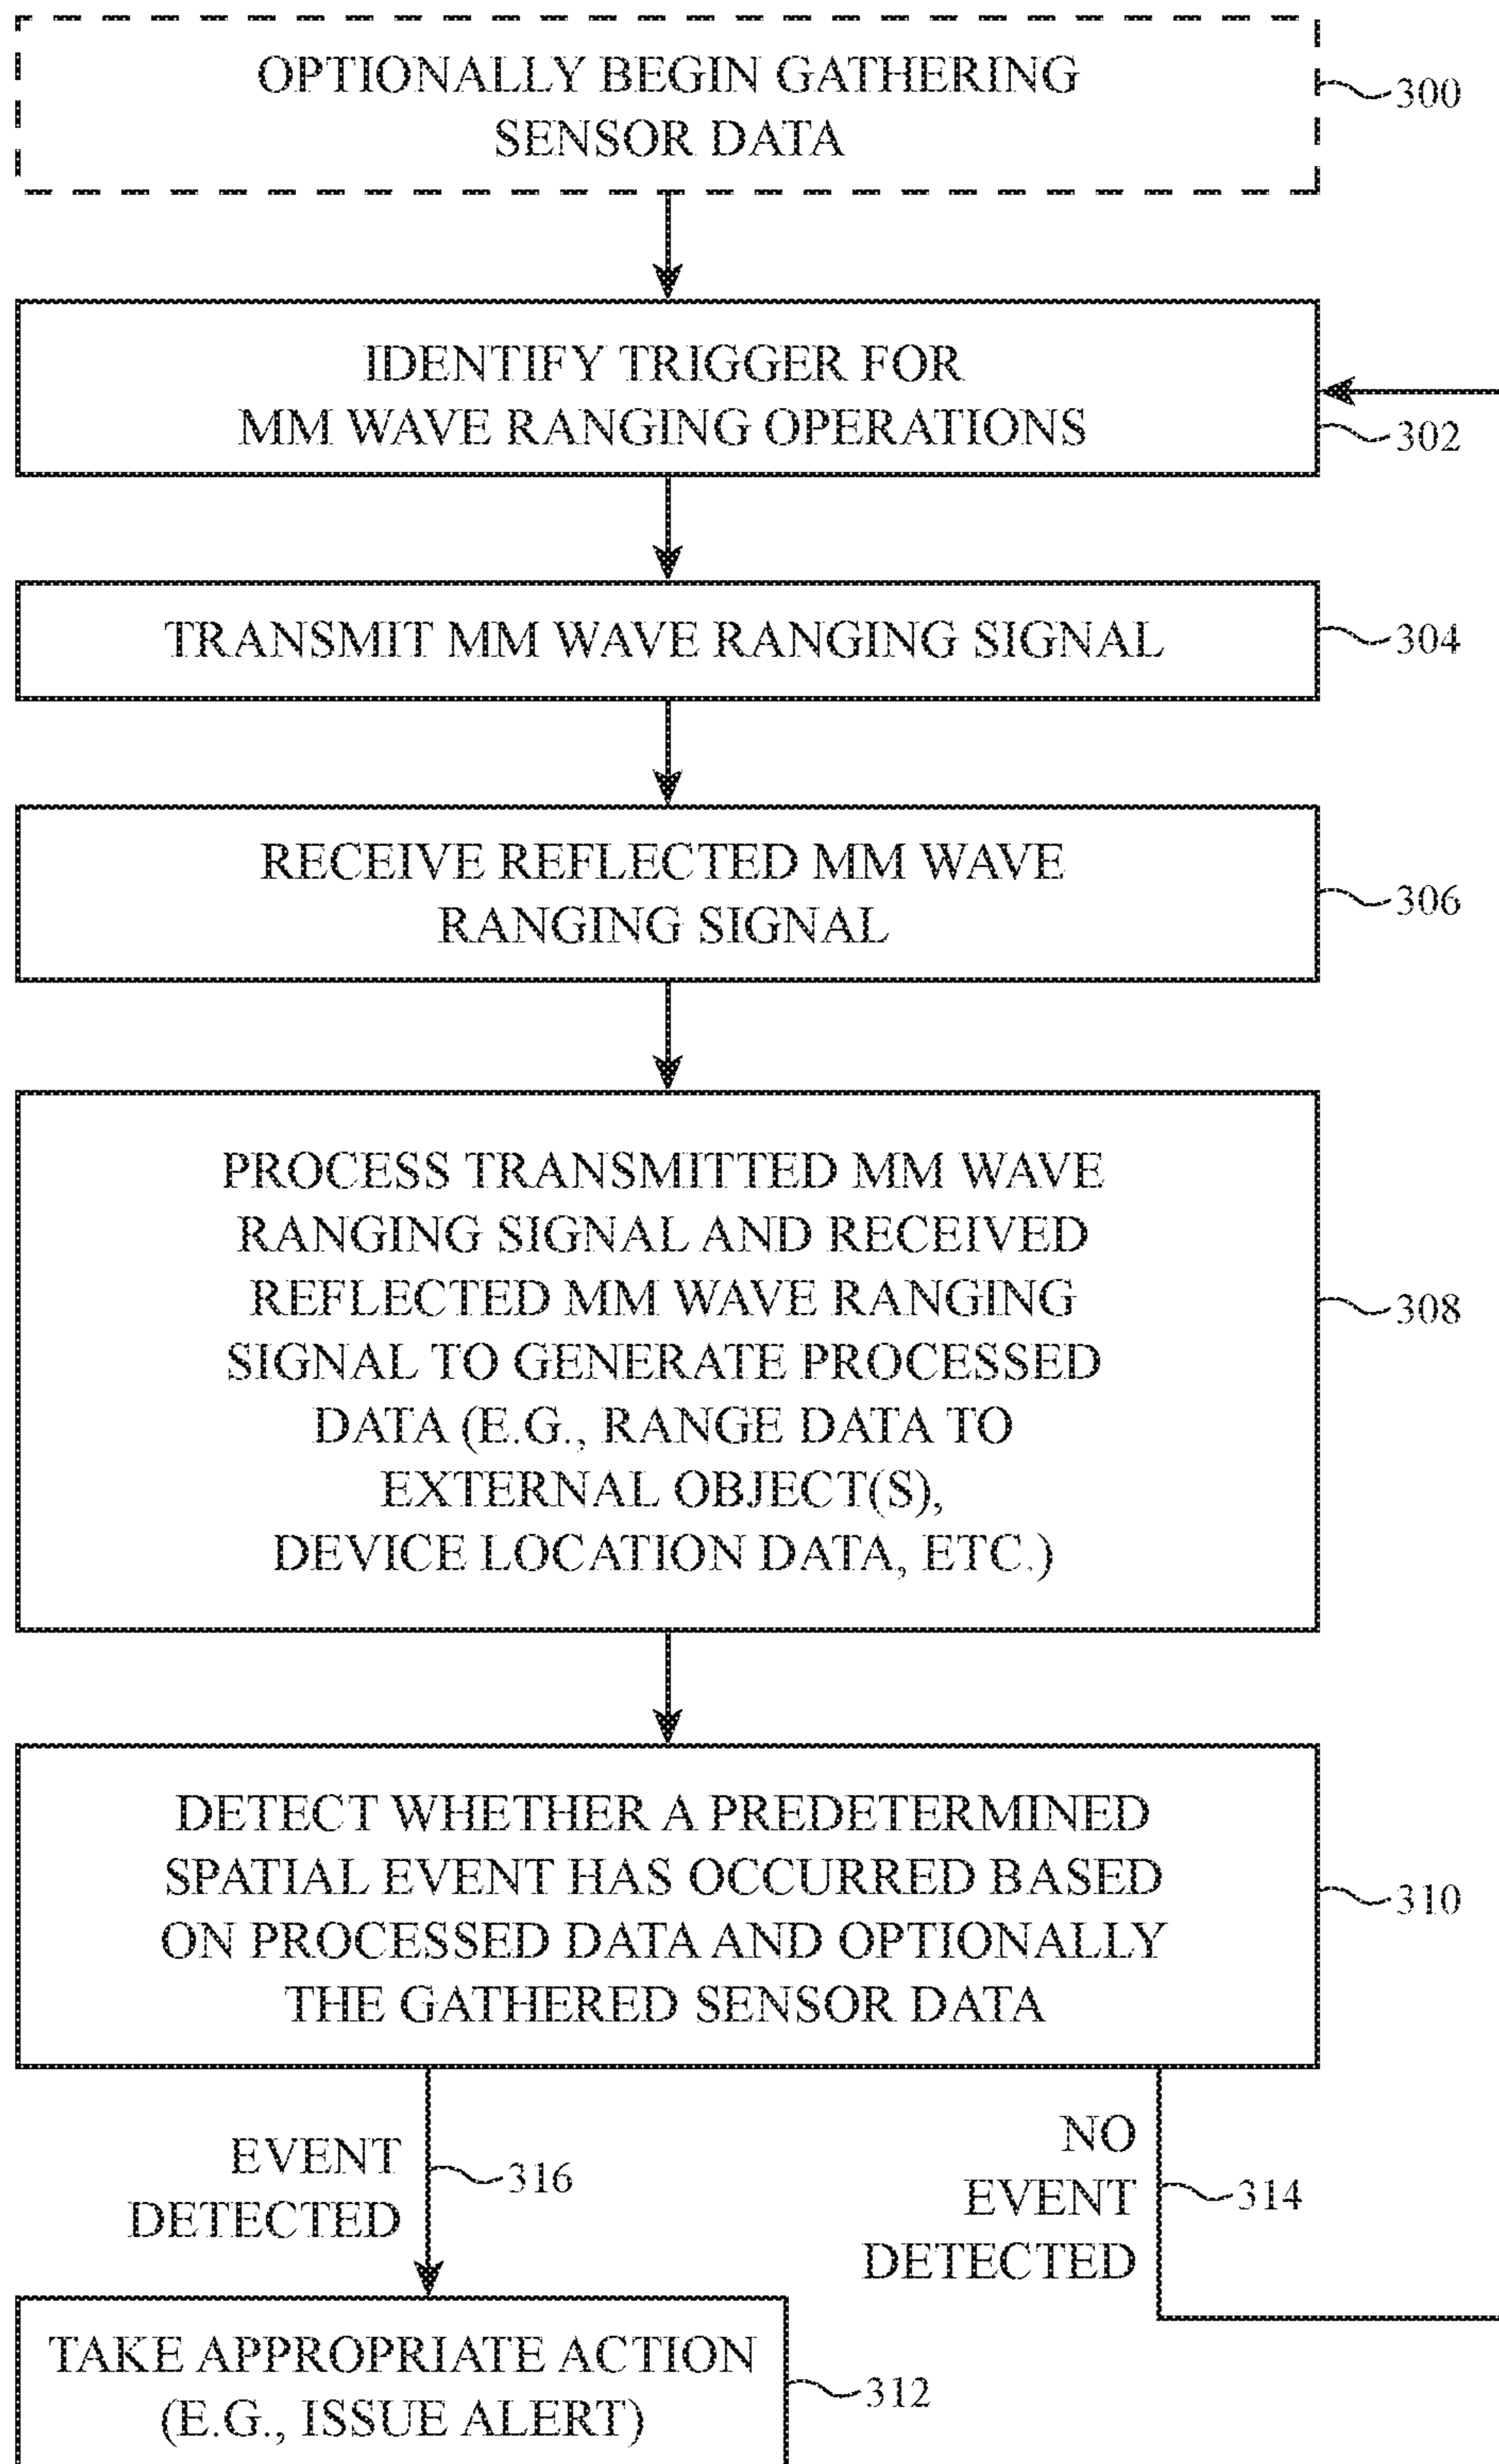 OPTIONALLY BEGIN GATHERING
SENSOR DATA
300
IDENTIFY TRIGGER FOR
MM WAVE RANGING OPERATIONS
302
TRANSMIT MM WAVE RANGING SIGNAL
304
RECEIVE REFLECTED MM WAVE
RANGING SIGNAL
306
PROCESS TRANSMITTED MM WAVE
RANGING SIGNAL AND RECEIVED
REFLECTED MM WAVE RANGING
SIGNAL TO GENERATE PROCESSED
DATA (E.G., RANGE DATA TO
EXTERNAL OBJECT(S),
DEVICE LOCATION DATA, ETC.)
308
DETECT WHETHER A PREDETERMINED
SPATIAL EVENT HAS OCCURRED BASED
ON PROCESSED DATA AND OPTIONALLY
THE GATHERED SENSOR DATA
310
EVENT
DETECTED
316
NO
EVENT
DETECTED
314
TAKE APPROPRIATE ACTION
(E.G., ISSUE ALERT)
312